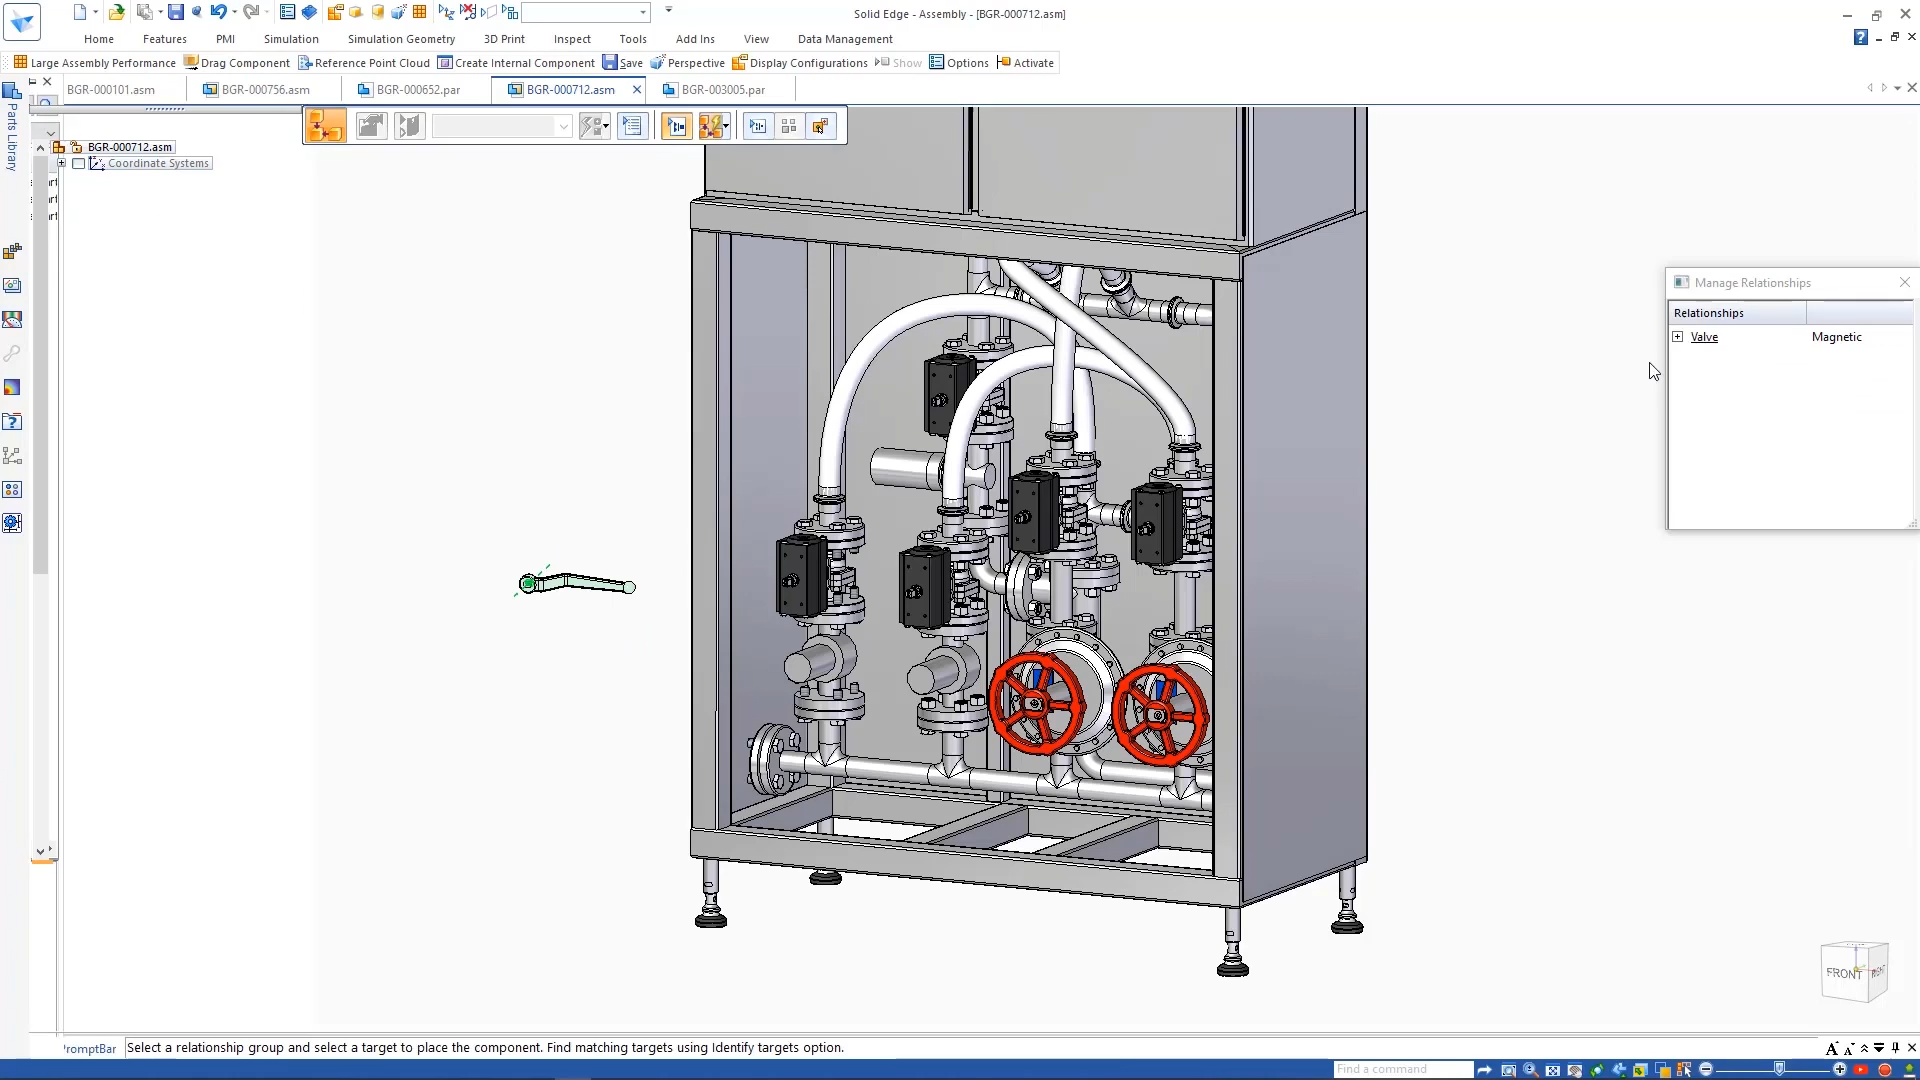 Solid Edge - Assembly - [BGR-000712.asm]
Home Features PMI Simulation Simulation Geometry 3D Print Inspect Tools Add Ins View Data Management
Large Assembly Performance Drag Component Reference Point Cloud Create Internal Component Save Perspective Display Configurations Show Options Activate
BGR-000101.asm BGR-000756.asm BGR-000652.par BGR-000712.asm BGR-003005.par
Parts Library
BGR-000712.asm
Coordinate Systems
Manage Relationships
Relationships
Valve Magnetic
FRONT RIGHT
PromptBar Select a relationship group and select a target to place the component. Find matching targets using Identify targets option.
Find a command